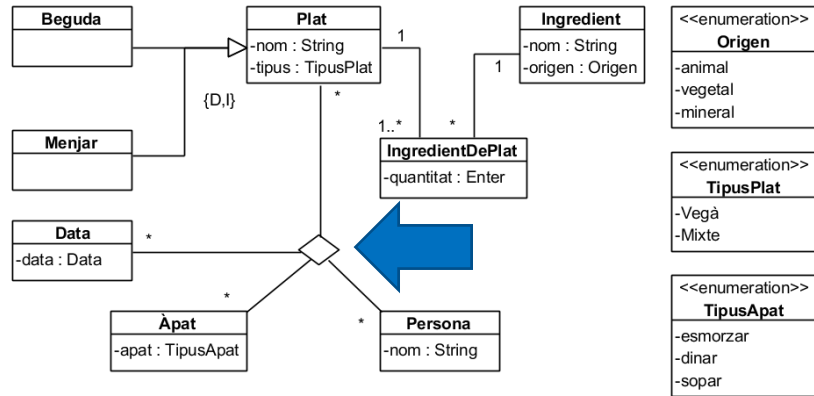 Beguda
Plat
-nom : String
-tipus : TipusPlat
1
Ingredient
-nom : String
-origen : Origen
1
<<enumeration>>
Origen
-animal
-vegetal
-mineral
{D,I}
*
1..*
*
Menjar
IngredientDePlat
-quantitat : Enter
<<enumeration>>
TipusPlat
-Vegà
-Mixte
Data
-data : Data
*
*
Àpat
-apat : TipusApat
*
Persona
-nom : String
<<enumeration>>
TipusApat
-esmorzar
-dinar
-sopar